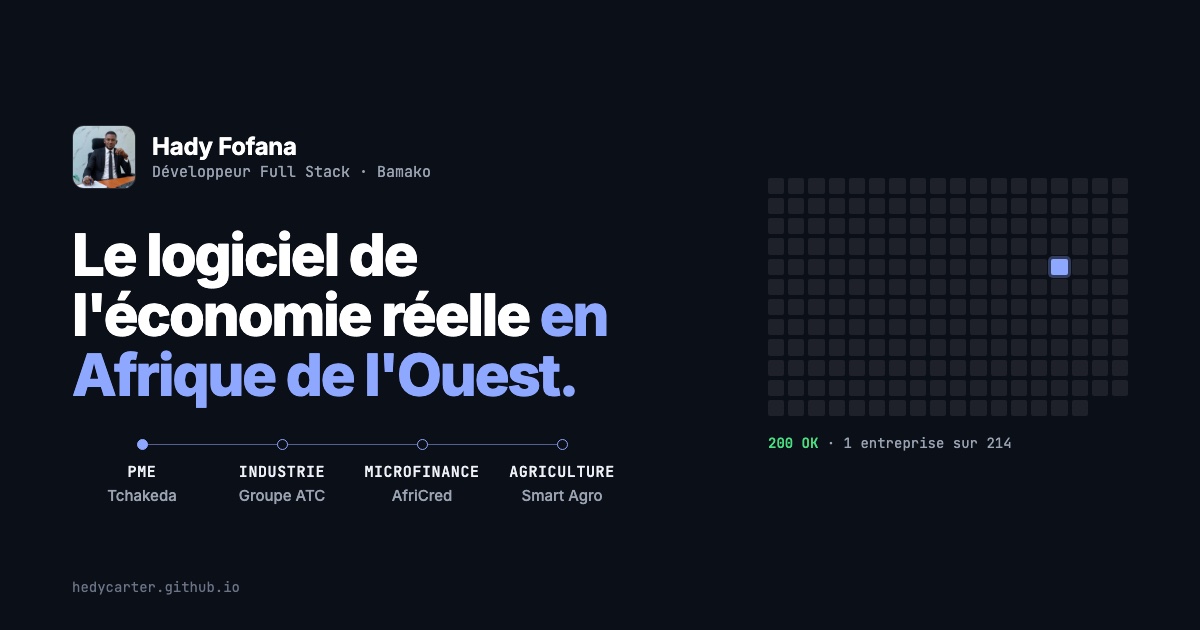 Hady Fofana
Développeur Full Stack · Bamako
Le logiciel de
l'économie réelle en
Afrique de l'Ouest.
PME INDUSTRIE MICROFINANCE AGRICULTURE
Tchakeda Groupe ATC AfriCred Smart Agro
200 OK · 1 entreprise sur 214
hedycarter.github.io